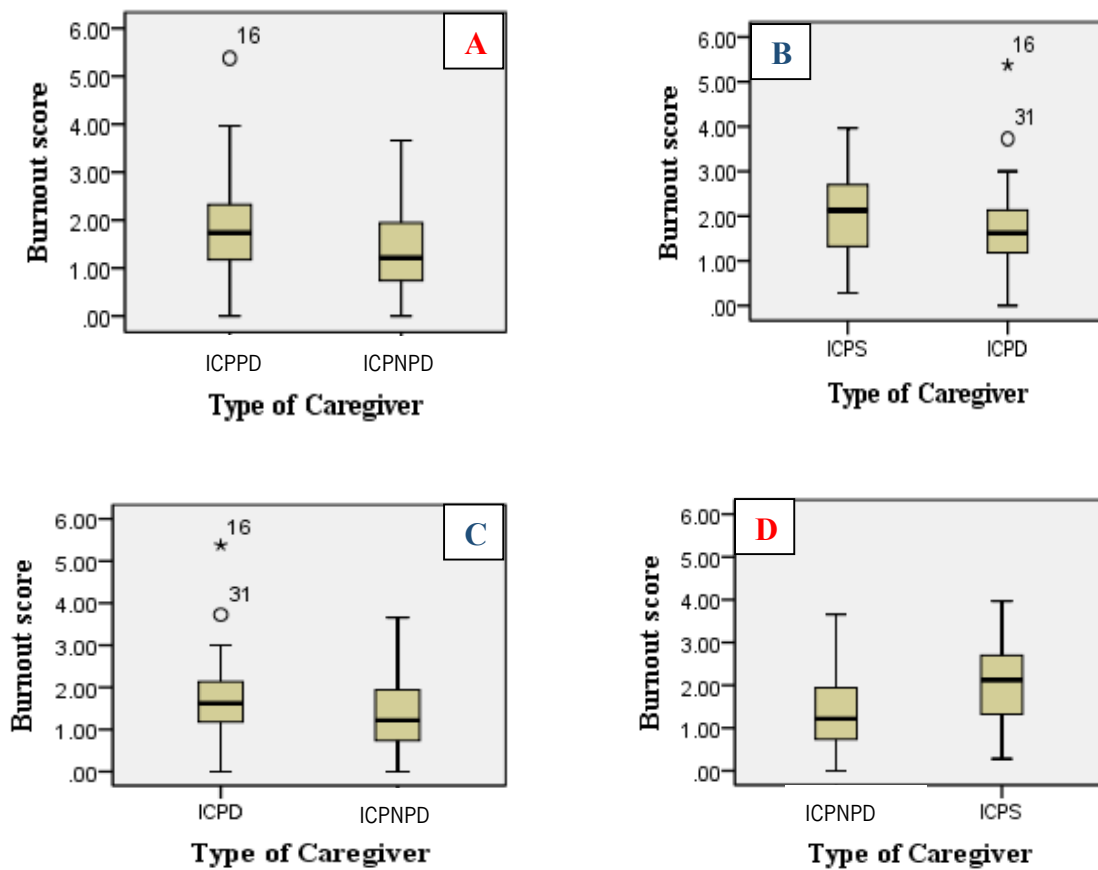 A
6.00
5.00
4.00
3.00
2.00
1.00
.00
16
Burnout score
ICPPD ICPNPD
Type of Caregiver
B
6.00
5.00
4.00
3.00
2.00
1.00
.00
16
31
Burnout score
ICPS ICPD
Type of Caregiver
C
6.00
5.00
4.00
3.00
2.00
1.00
.00
16
31
Burnout score
ICPD ICPNPD
Type of Caregiver
D
6.00
5.00
4.00
3.00
2.00
1.00
.00
Burnout score
ICPNPD ICPS
Type of Caregiver